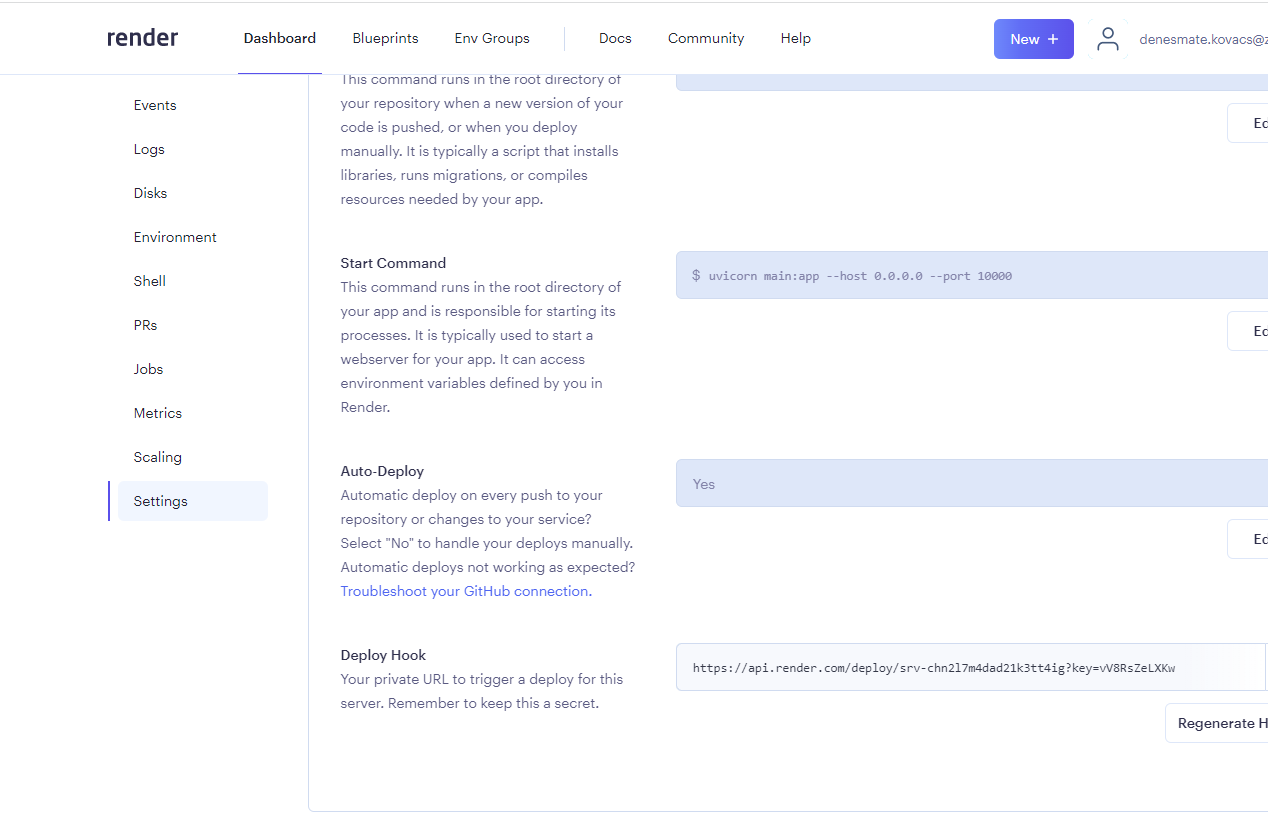 render
Dashboard
Blueprints
Env Groups
Docs
Community
Help
New +
denesmate.kovacs@z
Events
Logs
Disks
Environment
Shell
PRs
Jobs
Metrics
Scaling
Settings
This command runs in the root directory of
your repository when a new version of your
code is pushed, or when you deploy
manually. It is typically a script that installs
libraries, runs migrations, or compiles
resources needed by your app.
Ed
Start Command
This command runs in the root directory of
your app and is responsible for starting its
processes. It is typically used to start a
webserver for your app. It can access
environment variables defined by you in
Render.
$ uvicorn main:app --host 0.0.0.0 --port 10000
Ed
Auto-Deploy
Automatic deploy on every push to your
repository or changes to your service?
Select "No" to handle your deploys manually.
Automatic deploys not working as expected?
Troubleshoot your GitHub connection.
Yes
Ed
Deploy Hook
Your private URL to trigger a deploy for this
server. Remember to keep this a secret.
https://api.render.com/deploy/srv-chn2l7m4dad21k3tt4ig?key=vV8RsZeLXKw
Regenerate H